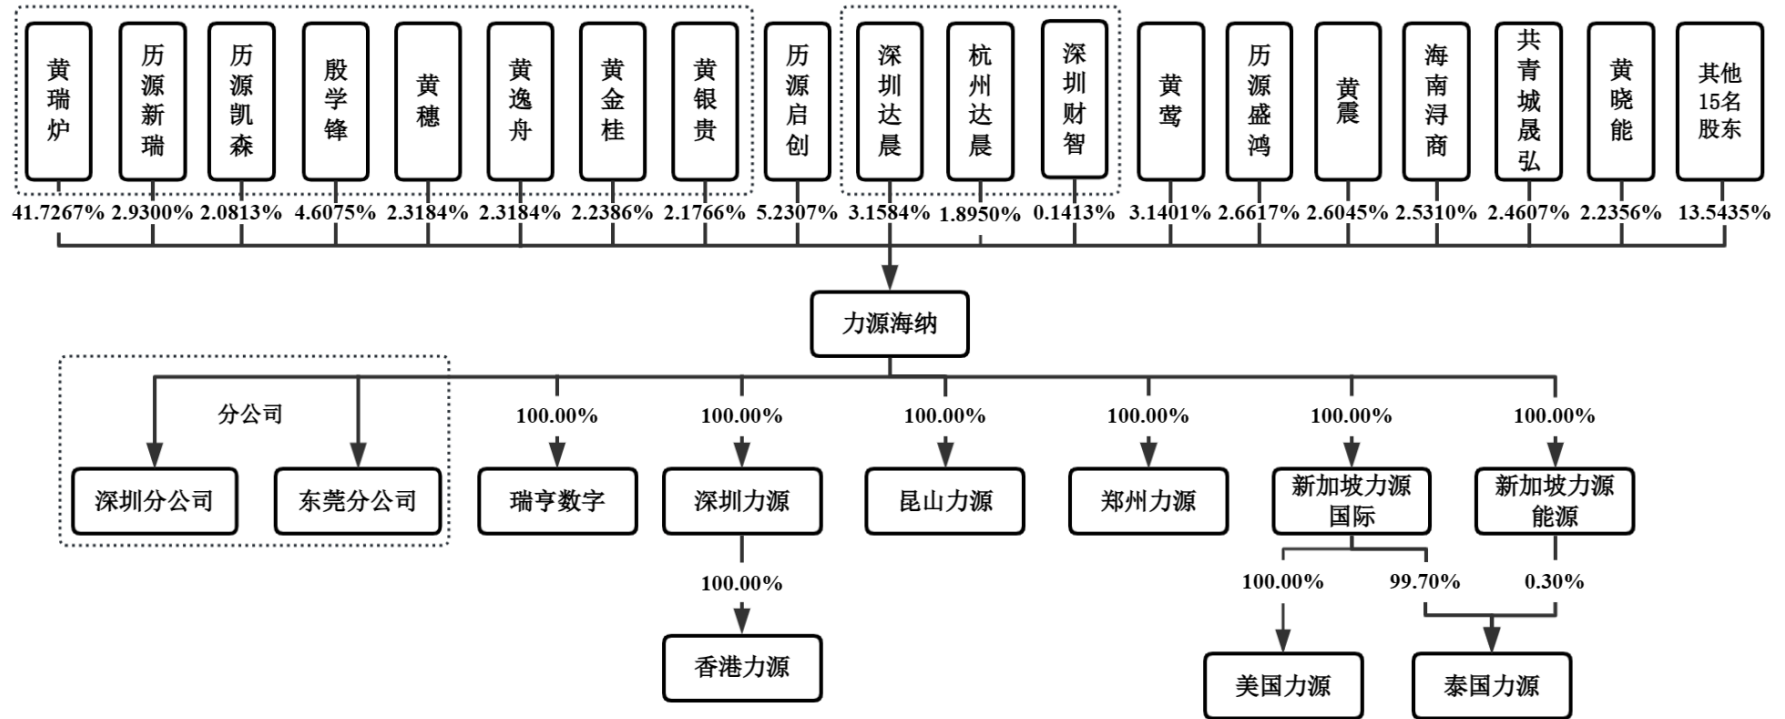 黄瑞炉
历源新瑞
历源凯森
殷学锋
黄穗
黄逸舟
黄金桂
黄银贵
历源启创
深圳达晨
杭州达晨
深圳财智
黄莺
历源盛鸿
黄震
海南浔商
共青城晟弘
黄晓能
其他
15名
股东
41.7267%
2.9300%
2.0813%
4.6075%
2.3184%
2.3184%
2.2386%
2.1766%
5.2307%
3.1584%
1.8950%
0.1413%
3.1401%
2.6617%
2.6045%
2.5310%
2.4607%
2.2356%
13.5435%
力源海纳
分公司
100.00%
100.00%
100.00%
100.00%
100.00%
100.00%
深圳分公司
东莞分公司
瑞亨数字
深圳力源
昆山力源
郑州力源
新加坡力源
国际
新加坡力源
能源
100.00%
100.00%
99.70%
0.30%
香港力源
美国力源
泰国力源